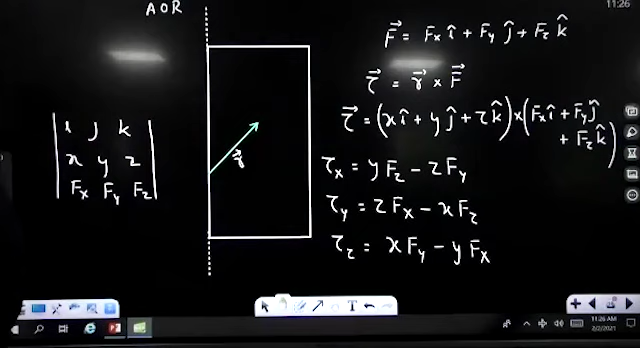 AOR
11:26
F⃗ = Fx î + Fy ĵ + Fz k̂
τ⃗ = r⃗ × F⃗
τ⃗ = (x î + y ĵ + z k̂) × (Fx î + Fy ĵ
+ Fz k̂)
i j k
x y z
Fx Fy Fz
r⃗
τx = y Fz − z Fy
τy = z Fx − x Fz
τz = x Fy − y Fx
T
11:26 AM
2/2/2021